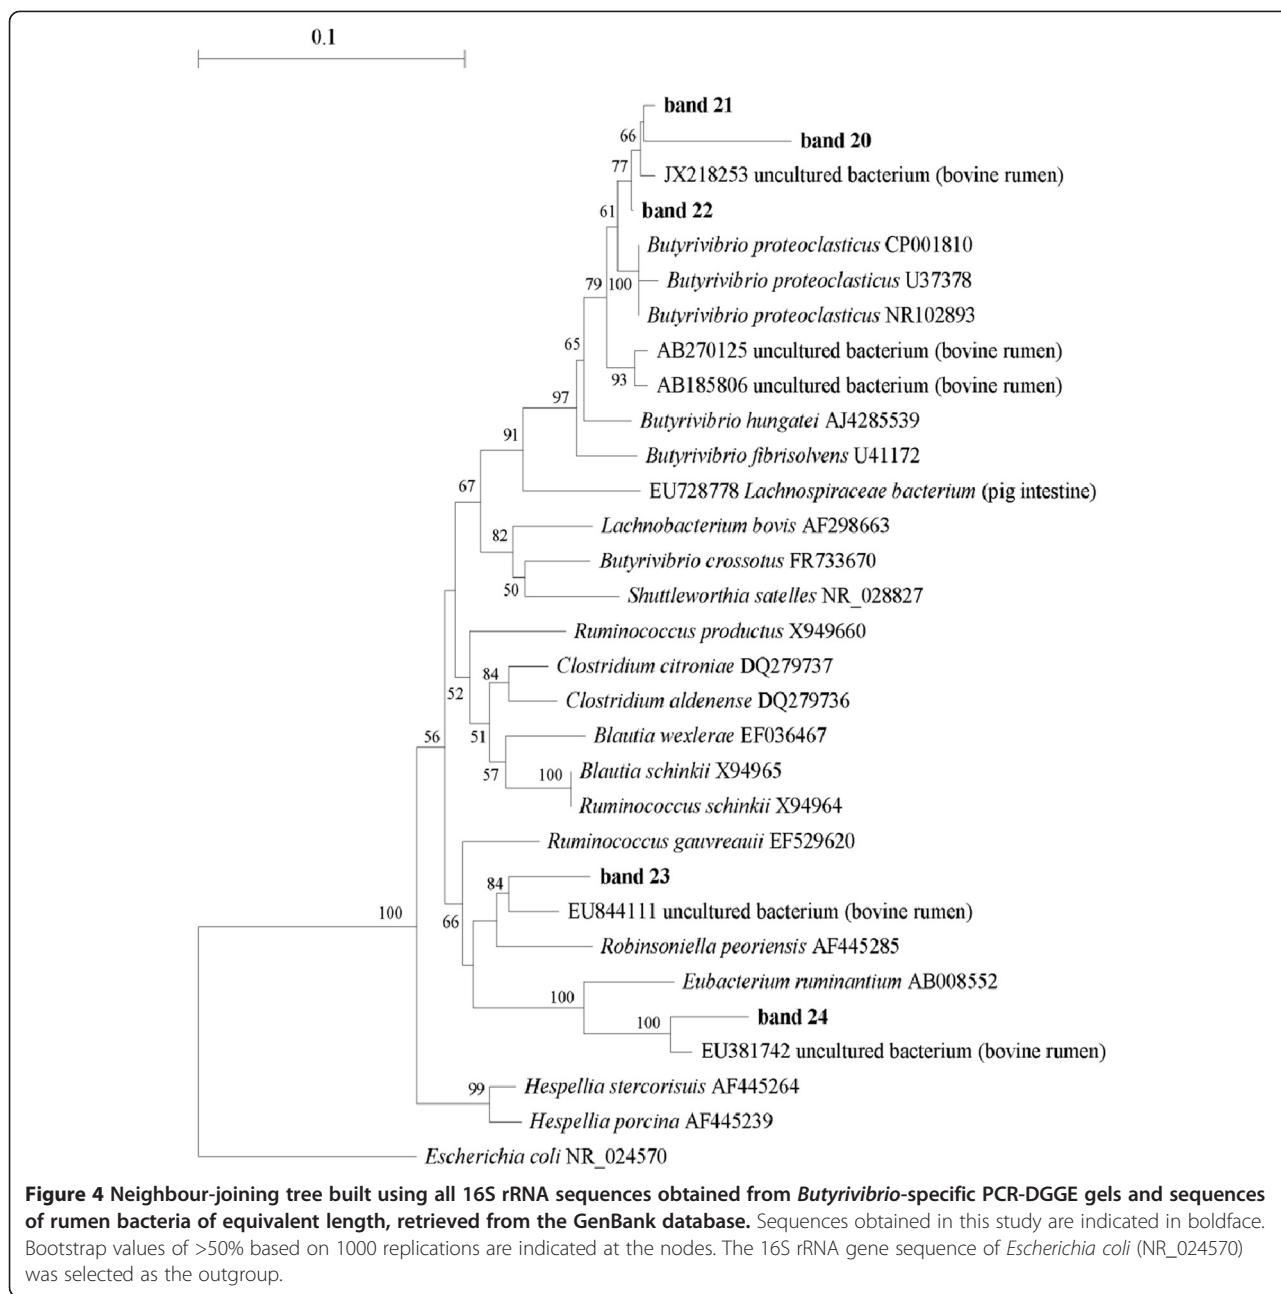 0.1
band 21
66
band 20
77
JX218253 uncultured bacterium (bovine rumen)
61
band 22
Butyrivibrio proteoclasticus CP001810
79
100
Butyrivibrio proteoclasticus U37378
Butyrivibrio proteoclasticus NR102893
65
AB270125 uncultured bacterium (bovine rumen)
93
AB185806 uncultured bacterium (bovine rumen)
97
Butyrivibrio hungatei AJ4285539
91
Butyrivibrio fibrisolvens U41172
67
EU728778 Lachnospiraceae bacterium (pig intestine)
Lachnobacterium bovis AF298663
82
Butyrivibrio crossotus FR733670
50
Shuttleworthia satelles NR_028827
Ruminococcus productus X949660
84
Clostridium citroniae DQ279737
52
Clostridium aldenense DQ279736
56
51
Blautia wexlerae EF036467
57
100
Blautia schinkii X94965
Ruminococcus schinkii X94964
Ruminococcus gauvreauii EF529620
84
band 23
100
66
EU844111 uncultured bacterium (bovine rumen)
Robinsoniella peoriensis AF445285
Eubacterium ruminantium AB008552
100
100
band 24
EU381742 uncultured bacterium (bovine rumen)
99
Hespellia stercorisuis AF445264
Hespellia porcina AF445239
Escherichia coli NR_024570
Figure 4 Neighbour-joining tree built using all 16S rRNA sequences obtained from Butyrivibrio-specific PCR-DGGE gels and sequences
of rumen bacteria of equivalent length, retrieved from the GenBank database. Sequences obtained in this study are indicated in boldface.
Bootstrap values of >50% based on 1000 replications are indicated at the nodes. The 16S rRNA gene sequence of Escherichia coli (NR_024570)
was selected as the outgroup.